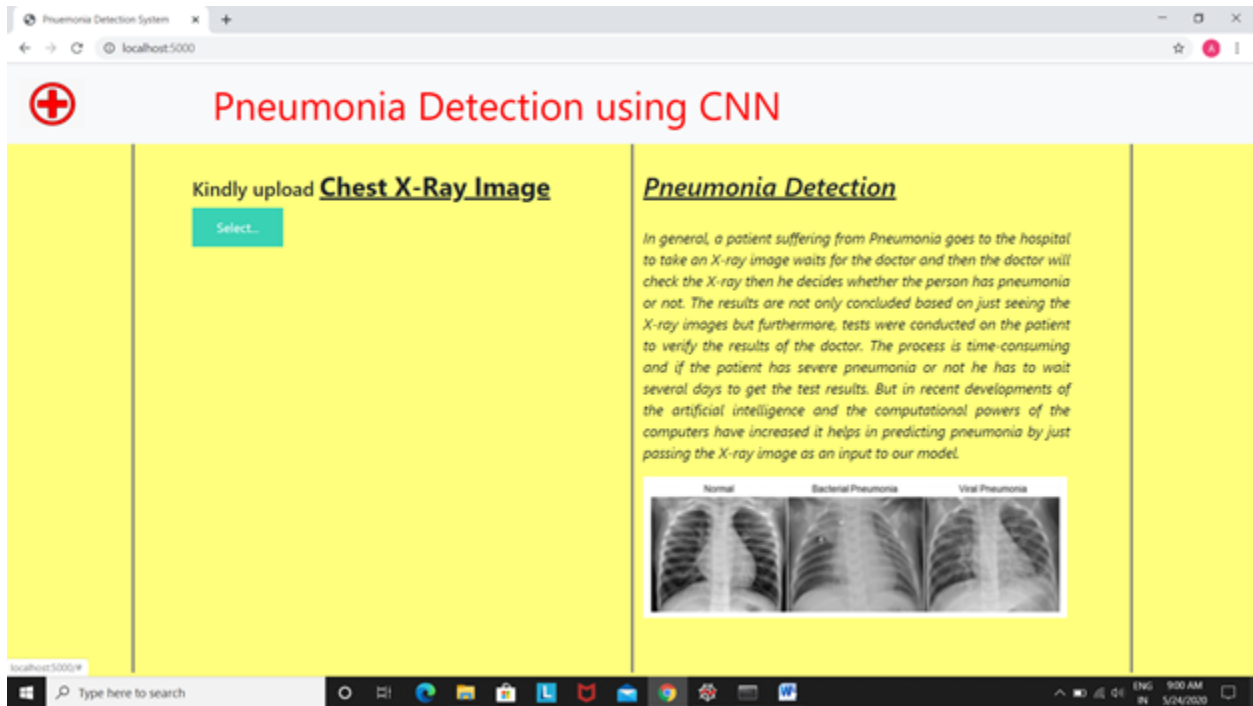 Pnuemonia Detection System
localhost:5000
Pneumonia Detection using CNN
Kindly upload Chest X-Ray Image
Select...
Pneumonia Detection
In general, a patient suffering from Pneumonia goes to the hospital
to take an X-ray image waits for the doctor and then the doctor will
check the X-ray then he decides whether the person has pneumonia
or not. The results are not only concluded based on just seeing the
X-ray images but furthermore, tests were conducted on the patient
to verify the results of the doctor. The process is time-consuming
and if the patient has severe pneumonia or not he has to wait
several days to get the test results. But in recent developments of
the artificial intelligence and the computational powers of the
computers have increased it helps in predicting pneumonia by just
passing the X-ray image as an input to our model.
Normal Bacterial Pneumonia Viral Pneumonia
localhost:5000/#
Type here to search
ENG 9:00 AM
IN 5/24/2020